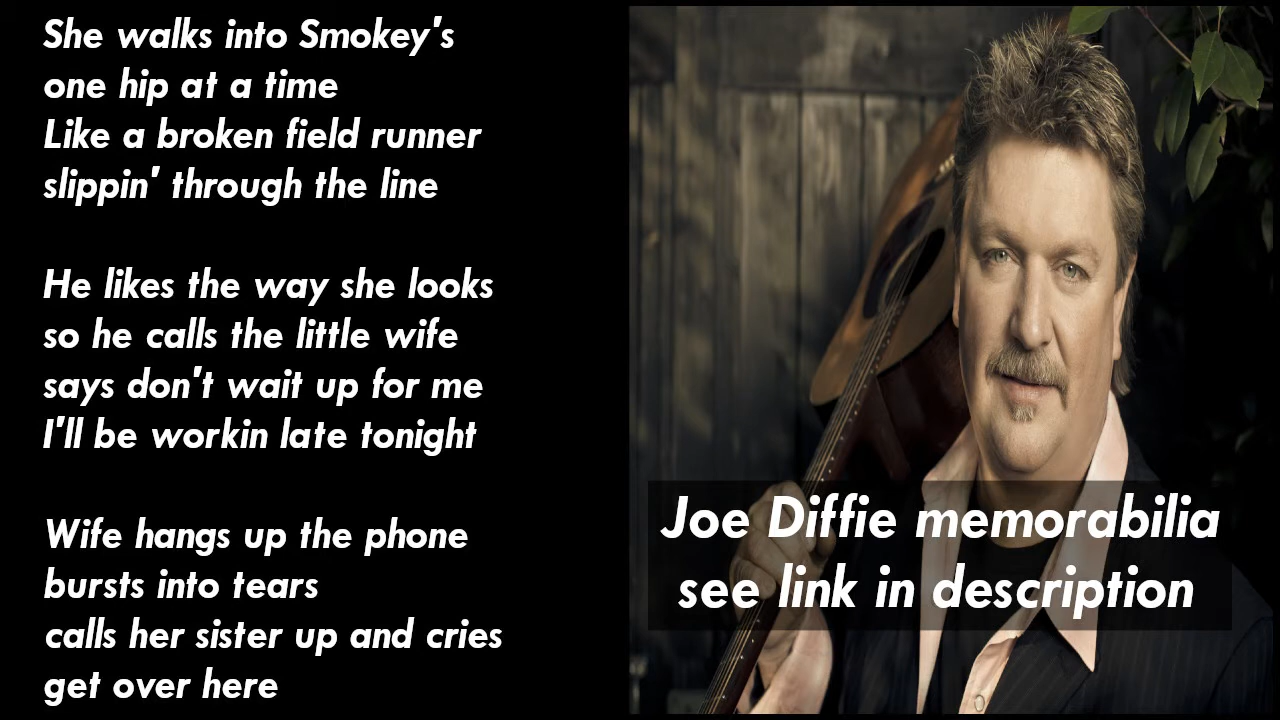 She walks into Smokey's
one hip at a time
Like a broken field runner
slippin' through the line
He likes the way she looks
so he calls the little wife
says don't wait up for me
I'll be workin late tonight
Wife hangs up the phone
bursts into tears
calls her sister up and cries
get over here
Joe Diffie memorabilia
see link in description